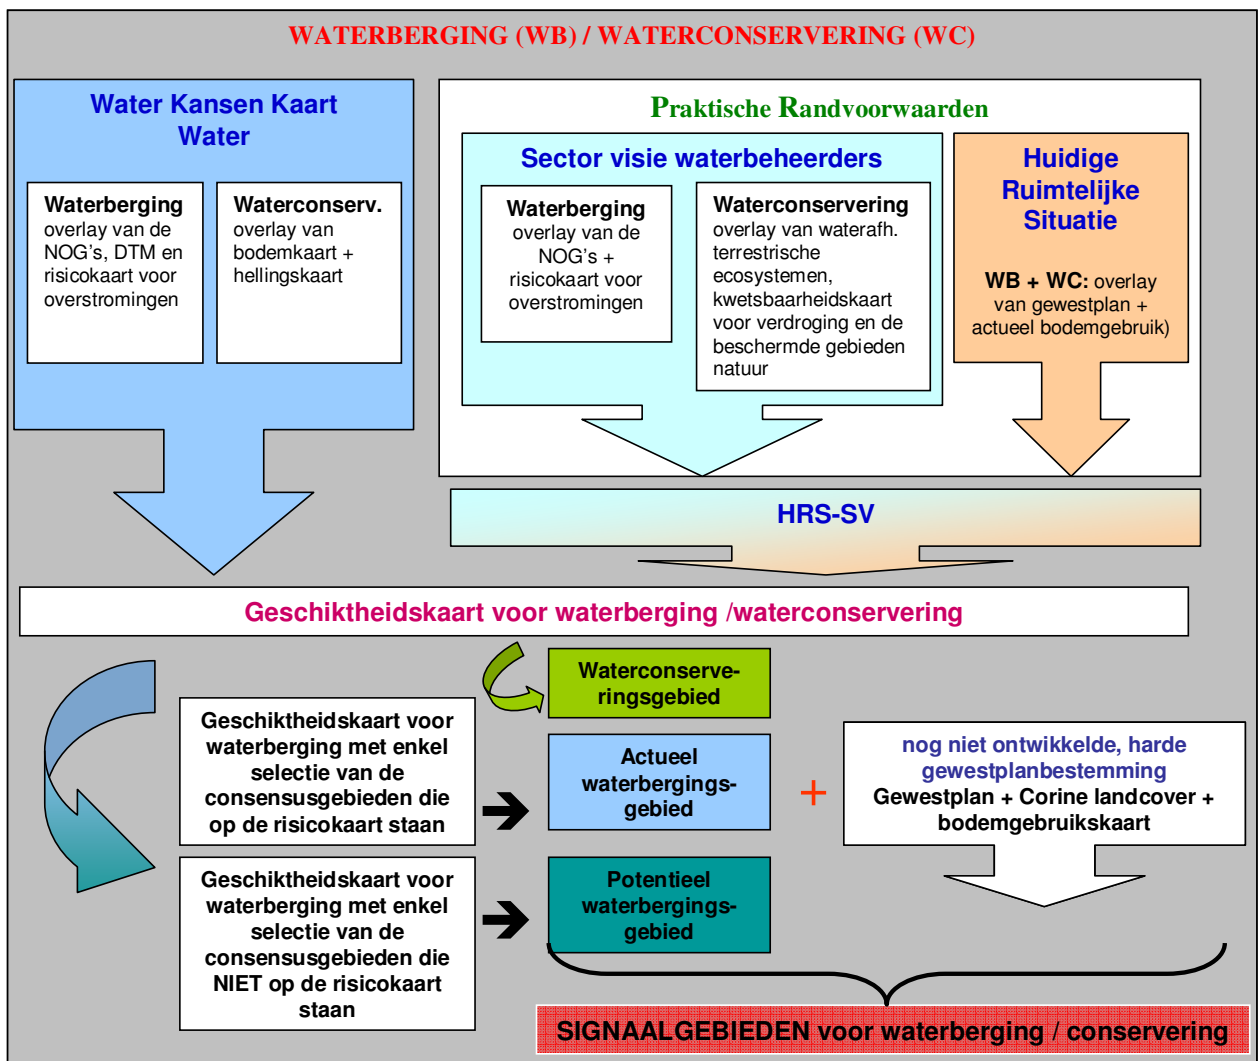 WATERBERGING (WB) / WATERCONSERVERING (WC)
Water Kansen Kaart
Water
Waterberging
overlay van de
NOG's, DTM en
risicokaart voor
overstromingen
Waterconserv.
overlay van
bodemkaart +
hellingskaart
Praktische Randvoorwaarden
Sector visie waterbeheerders
Waterberging
overlay van de
NOG's +
risicokaart voor
overstromingen
Waterconservering
overlay van waterafh.
terrestrische
ecosystemen,
kwetsbaarheidskaart
voor verdroging en de
beschermde gebieden
natuur
Huidige
Ruimtelijke
Situatie
WB + WC: overlay
van gewestplan +
actueel bodemgebruik)
HRS-SV
Geschiktheidskaart voor waterberging /waterconservering
Geschiktheidskaart voor
waterberging met enkel
selectie van de
consensusgebieden die
op de risicokaart staan
Geschiktheidskaart voor
waterberging met enkel
selectie van de
consensusgebieden die
NIET op de risicokaart
staan
Waterconserve-
ringsgebied
Actueel
waterbergings-
gebied
Potentieel
waterbergings-
gebied
+
nog niet ontwikkelde, harde
gewestplanbestemming
Gewestplan + Corine landcover +
bodemgebruikskaart
SIGNAALGEBIEDEN voor waterberging / conservering